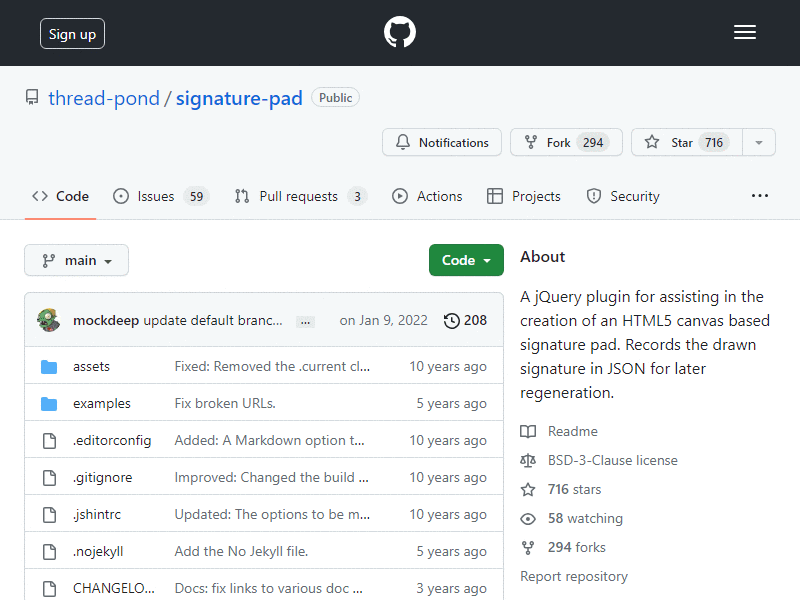 Sign up
thread-pond / signature-pad Public
Notifications Fork 294 Star 716
Code Issues 59 Pull requests 3 Actions Projects Security
main Code
mockdeep update default branc... ... on Jan 9, 2022 208
assets Fixed: Removed the .current cl... 10 years ago
examples Fix broken URLs. 5 years ago
.editorconfig Added: A Markdown option t... 10 years ago
.gitignore Improved: Changed the build ... 10 years ago
.jshintrc Updated: The options to be m... 10 years ago
.nojekyll Add the No Jekyll file. 5 years ago
CHANGELO... Docs: fix links to various doc ... 3 years ago
About
A jQuery plugin for assisting in the
creation of an HTML5 canvas based
signature pad. Records the drawn
signature in JSON for later
regeneration.
Readme
BSD-3-Clause license
716 stars
58 watching
294 forks
Report repository